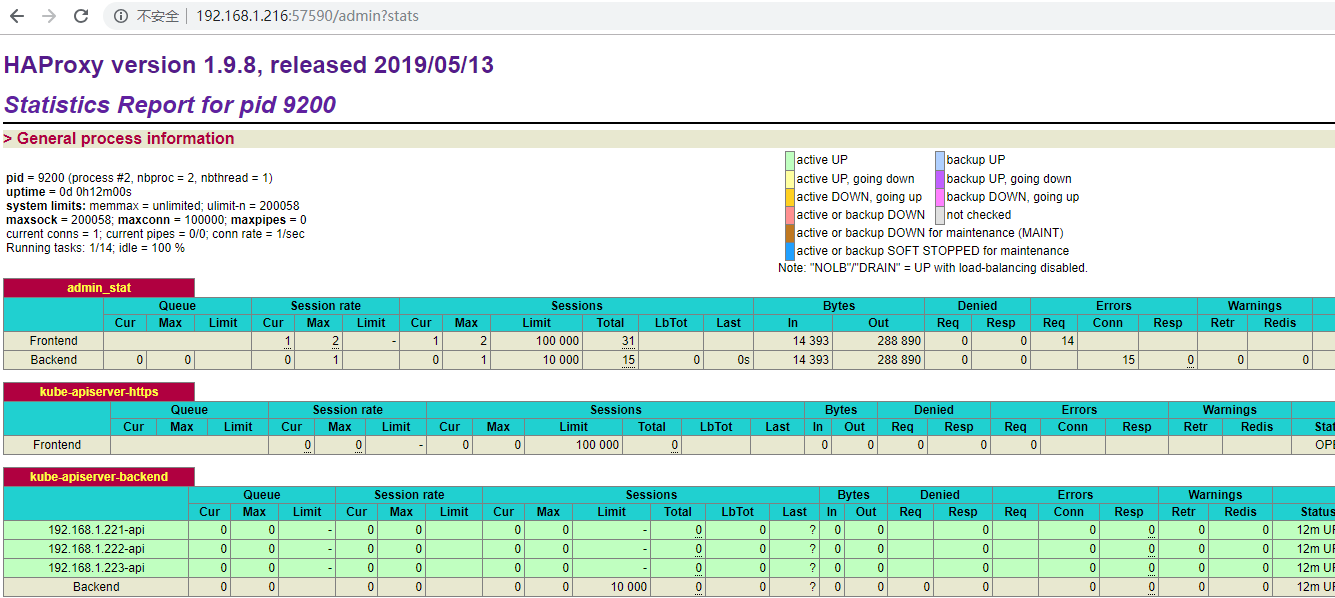 不安全 192.168.1.216:57590/admin?stats
HAProxy version 1.9.8, released 2019/05/13
Statistics Report for pid 9200
> General process information
pid = 9200 (process #2, nbproc = 2, nbthread = 1)
uptime = 0d 0h12m00s
system limits: memmax = unlimited; ulimit-n = 200058
maxsock = 200058; maxconn = 100000; maxpipes = 0
current conns = 1; current pipes = 0/0; conn rate = 1/sec
Running tasks: 1/14; idle = 100 %
active UP backup UP
active UP, going down backup UP, going down
active DOWN, going up backup DOWN, going up
active or backup DOWN not checked
active or backup DOWN for maintenance (MAINT)
active or backup SOFT STOPPED for maintenance
Note: "NOLB"/"DRAIN" = UP with load-balancing disabled.
admin_stat
Queue Session rate Sessions Bytes Denied Errors Warnings
Cur Max Limit Cur Max Limit Cur Max Limit Total LbTot Last In Out Req Resp Req Conn Resp Retr Redis
Frontend 1 2 - 1 2 100 000 31 14 393 288 890 0 0 14
Backend 0 0 0 1 0 1 10 000 15 0 0s 14 393 288 890 0 0 15 0 0 0
kube-apiserver-https
Queue Session rate Sessions Bytes Denied Errors Warnings
Cur Max Limit Cur Max Limit Cur Max Limit Total LbTot Last In Out Req Resp Req Conn Resp Retr Redis Stat
Frontend 0 0 - 0 0 100 000 0 0 0 0 0 0 OPE
kube-apiserver-backend
Queue Session rate Sessions Bytes Denied Errors Warnings
Cur Max Limit Cur Max Limit Cur Max Limit Total LbTot Last In Out Req Resp Req Conn Resp Retr Redis Status
192.168.1.221-api 0 0 - 0 0 0 0 - 0 0 ? 0 0 0 0 0 0 0 12m UP
192.168.1.222-api 0 0 - 0 0 0 0 - 0 0 ? 0 0 0 0 0 0 0 12m UP
192.168.1.223-api 0 0 - 0 0 0 0 - 0 0 ? 0 0 0 0 0 0 0 12m UP
Backend 0 0 0 0 0 0 10 000 0 0 ? 0 0 0 0 0 0 0 0 12m UP